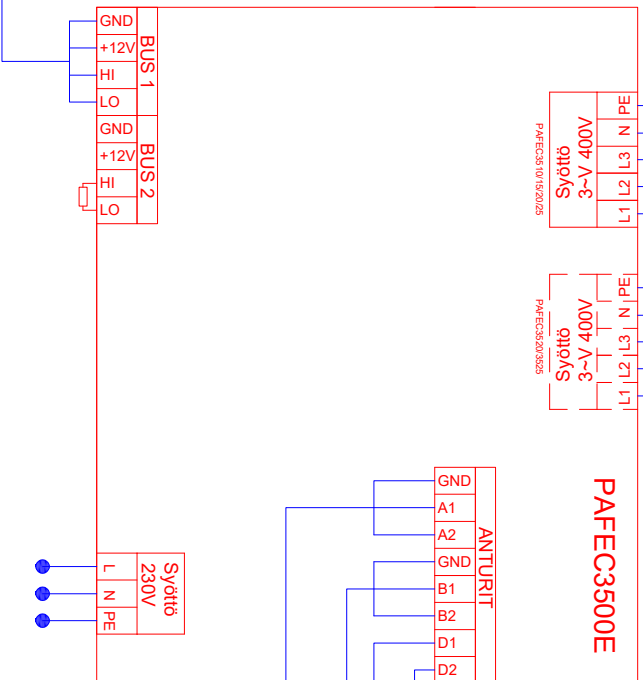 GND
+12V
HI
LO
BUS 1
GND
+12V
HI
LO
BUS 2
PE
N
L3
L2
L1
3~V 400V
Syöttö
PAFEC3510/15/20/25
PE
N
L3
L2
L1
3~V 400V
Syöttö
PAFEC3520/3525
PAFEC3500E
GND
A1
A2
GND
B1
B2
D1
D2
ANTURIT
L
N
PE
Syöttö
230V